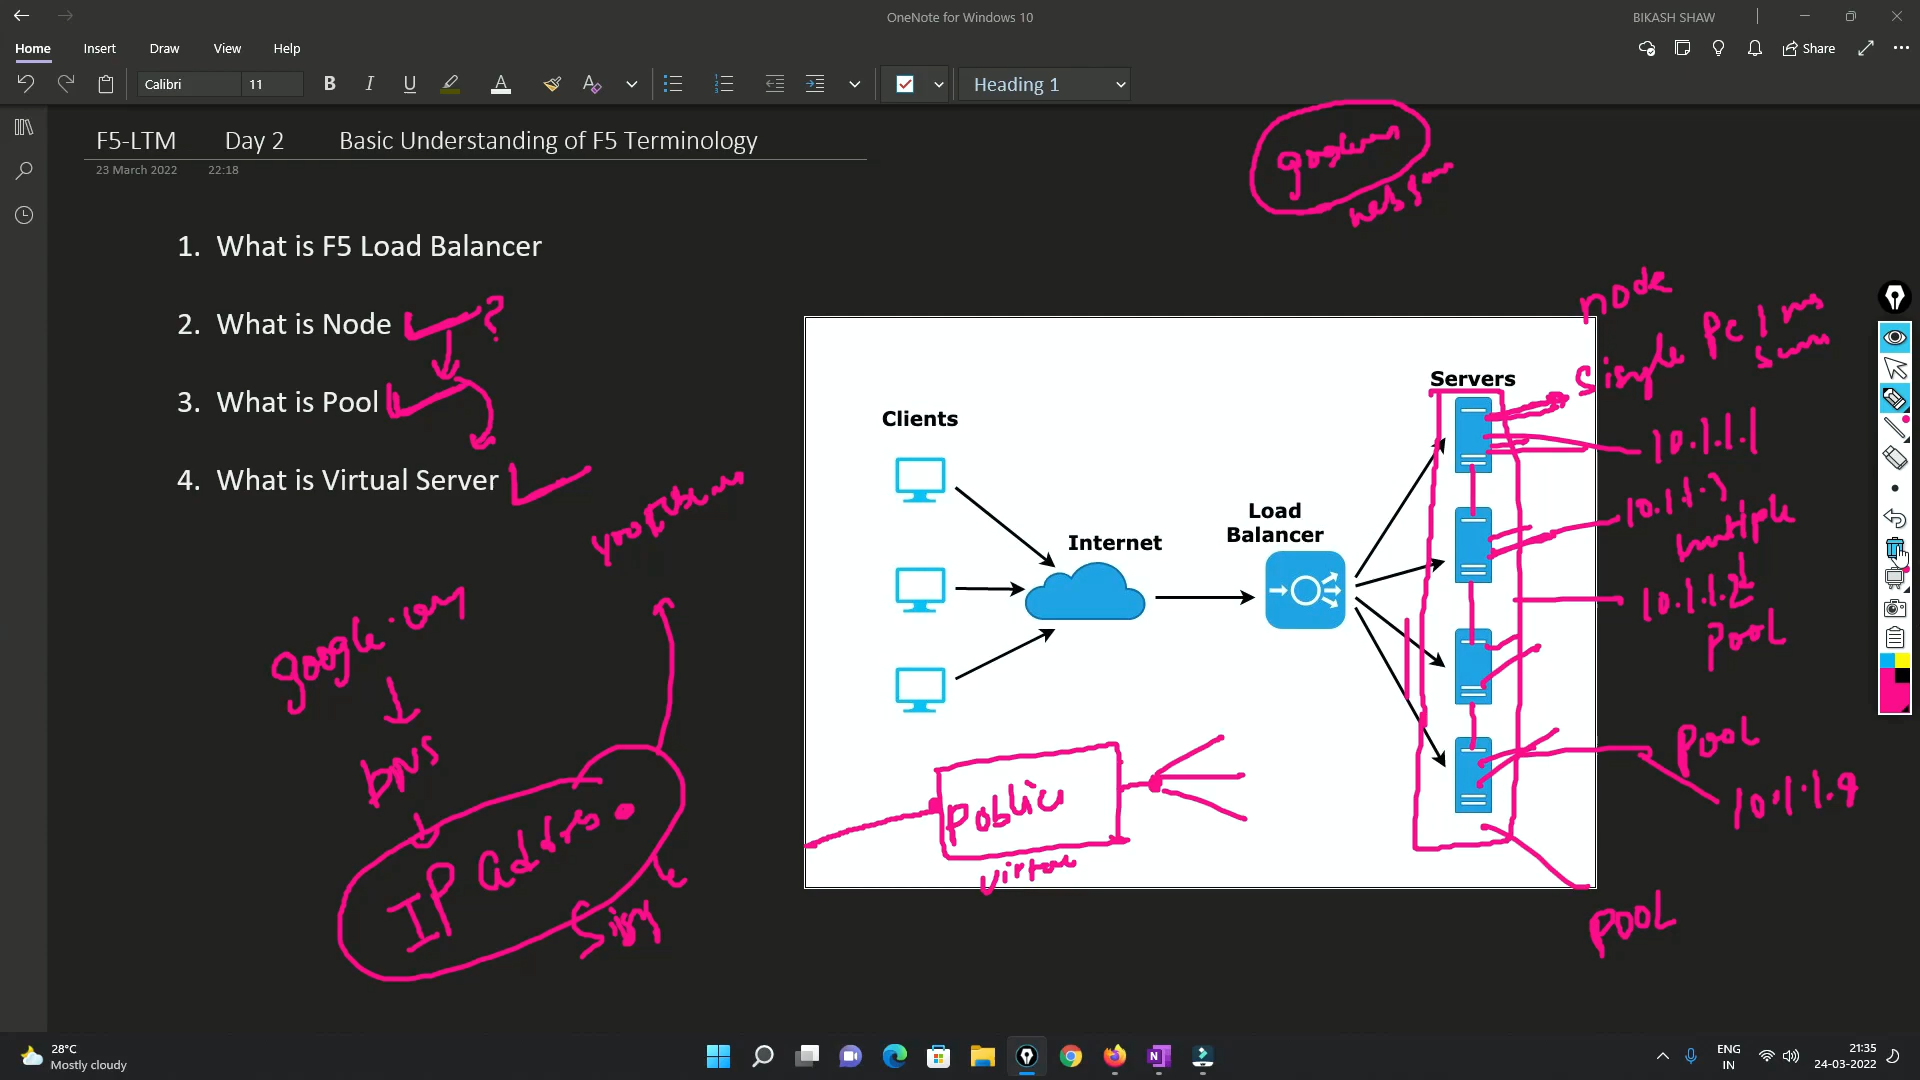 OneNote for Windows 10
BIKASH SHAW
Home Insert Draw View Help
Share
Calibri 11 B I U A Heading 1
F5-LTM Day 2 Basic Understanding of F5 Terminology
23 March 2022 22:18
1. What is F5 Load Balancer
2. What is Node ?
3. What is Pool
4. What is Virtual Server
google.com
DNS
IP Address
node
Single PC
Servers
Clients
10.1.1.1
Load
Balancer
Internet
multiple
10.1.1.2
Pool
Pool
10.1.1.9
Public
Pool
28°C
Mostly cloudy
ENG
IN
21:35
24-03-2022